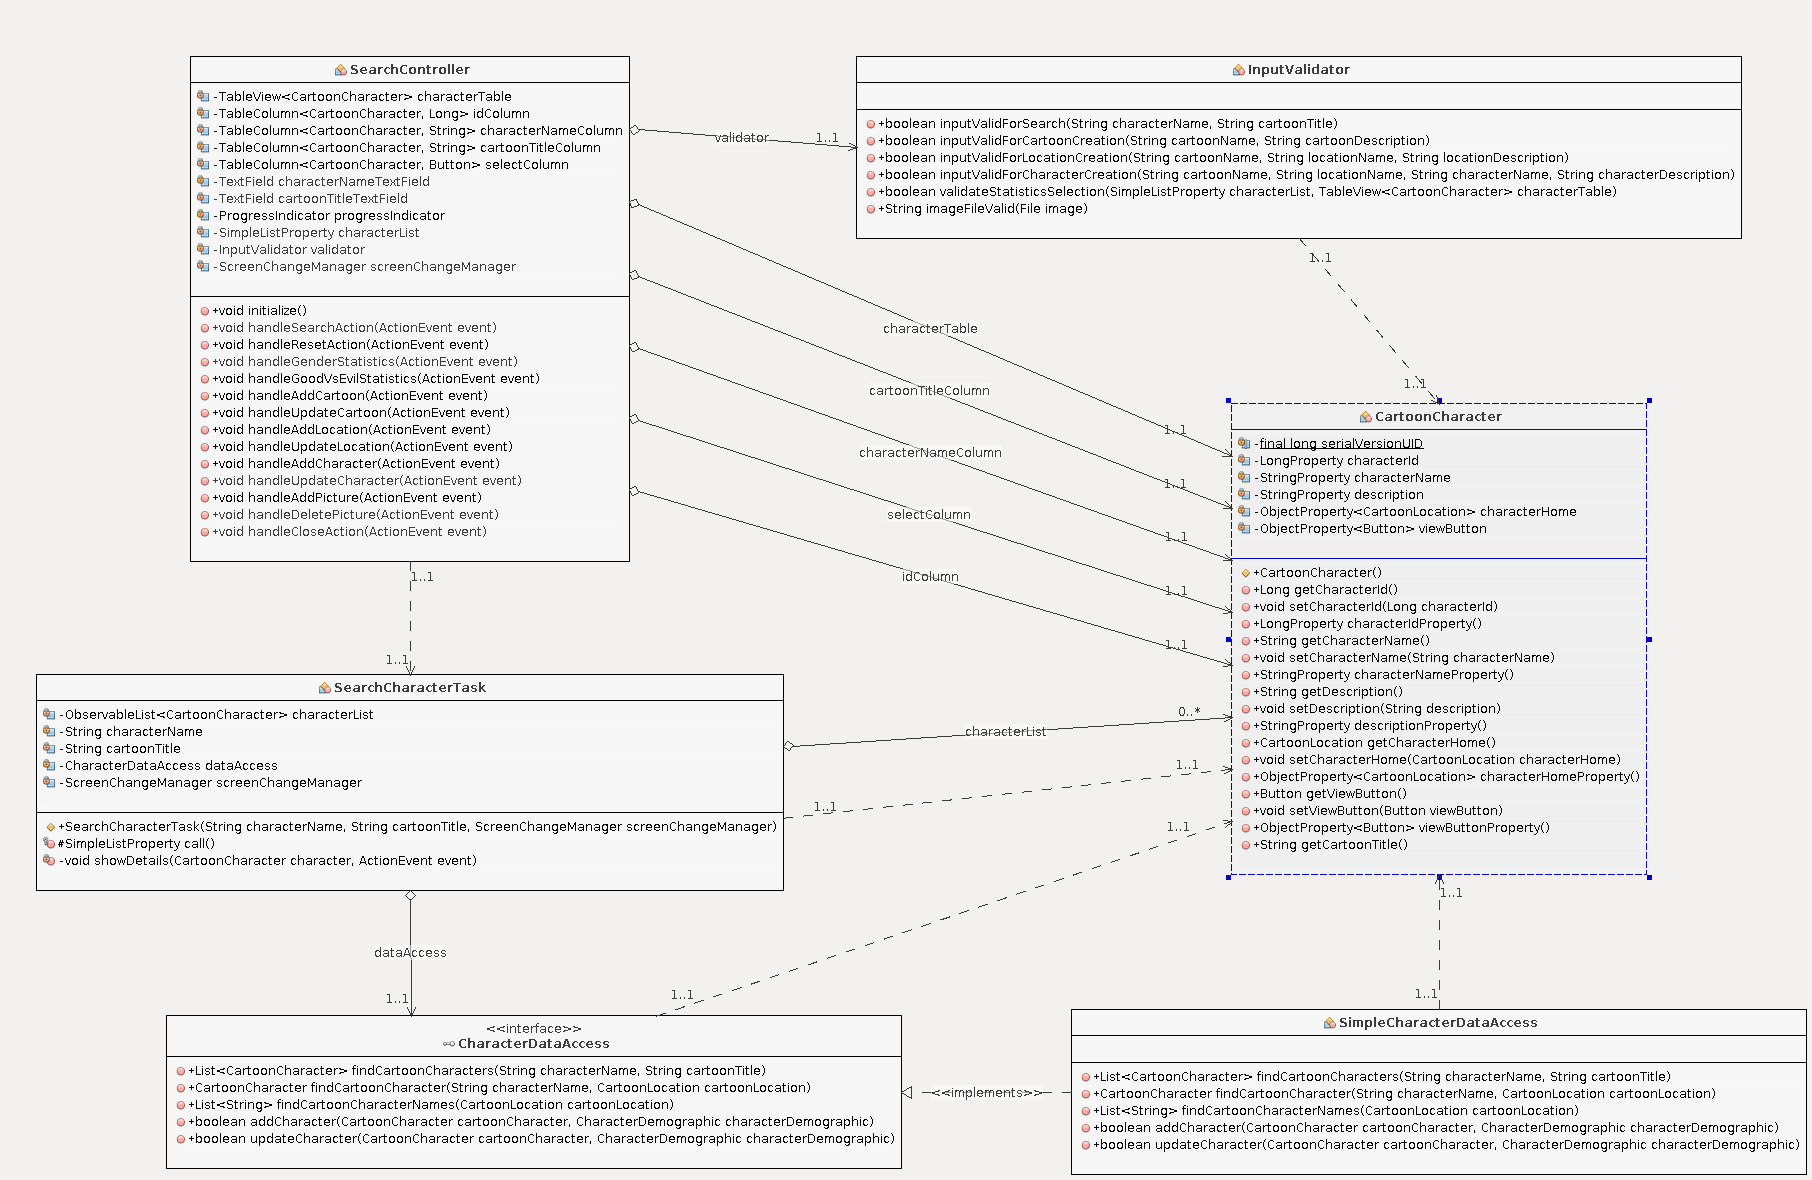 SearchController
-TableView<CartoonCharacter> characterTable
-TableColumn<CartoonCharacter, Long> idColumn
-TableColumn<CartoonCharacter, String> characterNameColumn
-TableColumn<CartoonCharacter, String> cartoonTitleColumn
-TableColumn<CartoonCharacter, Button> selectColumn
-TextField characterNameTextField
-TextField cartoonTitleTextField
-ProgressIndicator progressIndicator
-SimpleListProperty characterList
-InputValidator validator
-ScreenChangeManager screenChangeManager
+void initialize()
+void handleSearchAction(ActionEvent event)
+void handleResetAction(ActionEvent event)
+void handleGenderStatistics(ActionEvent event)
+void handleGoodVsEvilStatistics(ActionEvent event)
+void handleAddCartoon(ActionEvent event)
+void handleUpdateCartoon(ActionEvent event)
+void handleAddLocation(ActionEvent event)
+void handleUpdateLocation(ActionEvent event)
+void handleAddCharacter(ActionEvent event)
+void handleUpdateCharacter(ActionEvent event)
+void handleAddPicture(ActionEvent event)
+void handleDeletePicture(ActionEvent event)
+void handleCloseAction(ActionEvent event)
validator
1..1
InputValidator
+boolean inputValidForSearch(String characterName, String cartoonTitle)
+boolean inputValidForCartoonCreation(String cartoonName, String cartoonDescription)
+boolean inputValidForLocationCreation(String cartoonName, String locationName, String locationDescription)
+boolean inputValidForCharacterCreation(String cartoonName, String locationName, String characterName, String characterDescription)
+boolean validateStatisticsSelection(SimpleListProperty characterList, TableView<CartoonCharacter> characterTable)
+String imageFileValid(File image)
1..1
1..1
characterTable
1..1
cartoonTitleColumn
1..1
characterNameColumn
1..1
selectColumn
1..1
idColumn
1..1
CartoonCharacter
-final long serialVersionUID
-LongProperty characterId
-StringProperty characterName
-StringProperty description
-ObjectProperty<CartoonLocation> characterHome
-ObjectProperty<Button> viewButton
+CartoonCharacter()
+Long getCharacterId()
+void setCharacterId(Long characterId)
+LongProperty characterIdProperty()
+String getCharacterName()
+void setCharacterName(String characterName)
+StringProperty characterNameProperty()
+String getDescription()
+void setDescription(String description)
+StringProperty descriptionProperty()
+CartoonLocation getCharacterHome()
+void setCharacterHome(CartoonLocation characterHome)
+ObjectProperty<CartoonLocation> characterHomeProperty()
+Button getViewButton()
+void setViewButton(Button viewButton)
+ObjectProperty<Button> viewButtonProperty()
+String getCartoonTitle()
1..1
1..1
SearchCharacterTask
-ObservableList<CartoonCharacter> characterList
-String characterName
-String cartoonTitle
-CharacterDataAccess dataAccess
-ScreenChangeManager screenChangeManager
+SearchCharacterTask(String characterName, String cartoonTitle, ScreenChangeManager screenChangeManager)
#SimpleListProperty call()
-void showDetails(CartoonCharacter character, ActionEvent event)
characterList
0..*
1..1
1..1
1..1
1..1
dataAccess
1..1
<<interface>>
CharacterDataAccess
+List<CartoonCharacter> findCartoonCharacters(String characterName, String cartoonTitle)
+CartoonCharacter findCartoonCharacter(String characterName, CartoonLocation cartoonLocation)
+List<String> findCartoonCharacterNames(CartoonLocation cartoonLocation)
+boolean addCharacter(CartoonCharacter cartoonCharacter, CharacterDemographic characterDemographic)
+boolean updateCharacter(CartoonCharacter cartoonCharacter, CharacterDemographic characterDemographic)
<<implements>>
1..1
1..1
SimpleCharacterDataAccess
+List<CartoonCharacter> findCartoonCharacters(String characterName, String cartoonTitle)
+CartoonCharacter findCartoonCharacter(String characterName, CartoonLocation cartoonLocation)
+List<String> findCartoonCharacterNames(CartoonLocation cartoonLocation)
+boolean addCharacter(CartoonCharacter cartoonCharacter, CharacterDemographic characterDemographic)
+boolean updateCharacter(CartoonCharacter cartoonCharacter, CharacterDemographic characterDemographic)